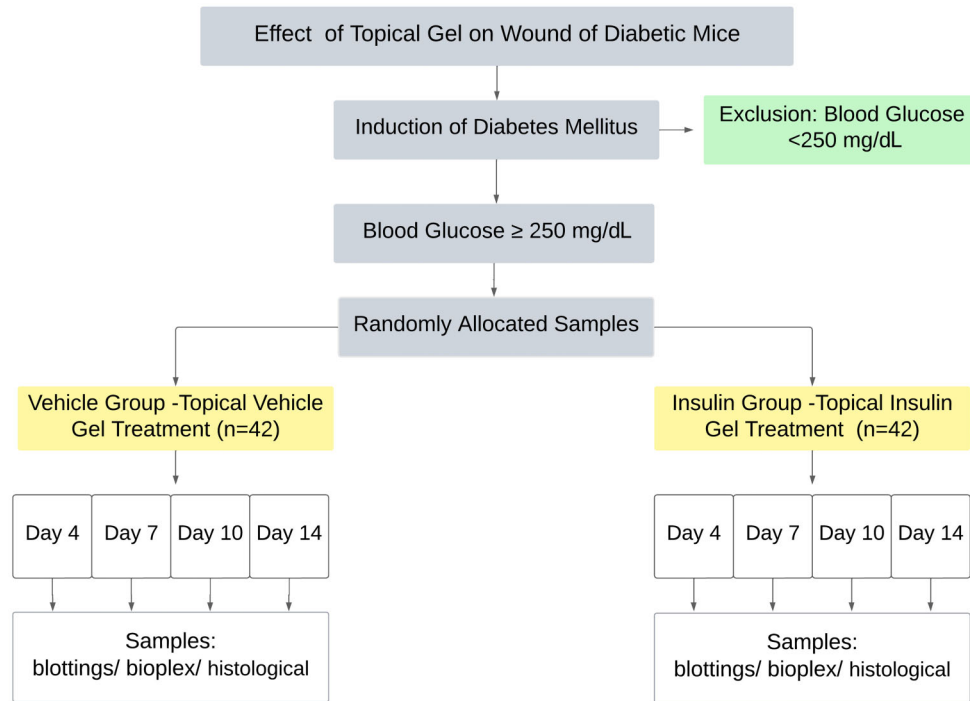 Effect of Topical Gel on Wound of Diabetic Mice
Induction of Diabetes Mellitus
Exclusion: Blood Glucose
<250 mg/dL
Blood Glucose ≥ 250 mg/dL
Randomly Allocated Samples
Vehicle Group -Topical Vehicle
Gel Treatment (n=42)
Insulin Group -Topical Insulin
Gel Treatment (n=42)
Day 4
Day 7
Day 10
Day 14
Day 4
Day 7
Day 10
Day 14
Samples:
blottings/ bioplex/ histological
Samples:
blottings/ bioplex/ histological